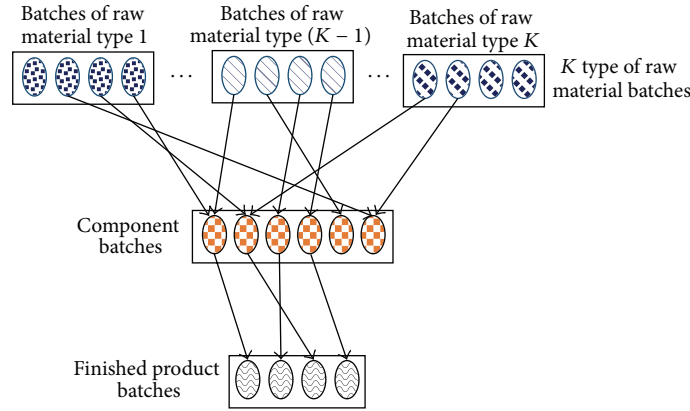 Batches of raw
material type 1
Batches of raw
material type (K − 1)
Batches of raw
material type K
...
...
K type of raw
material batches
Component
batches
Finished product
batches